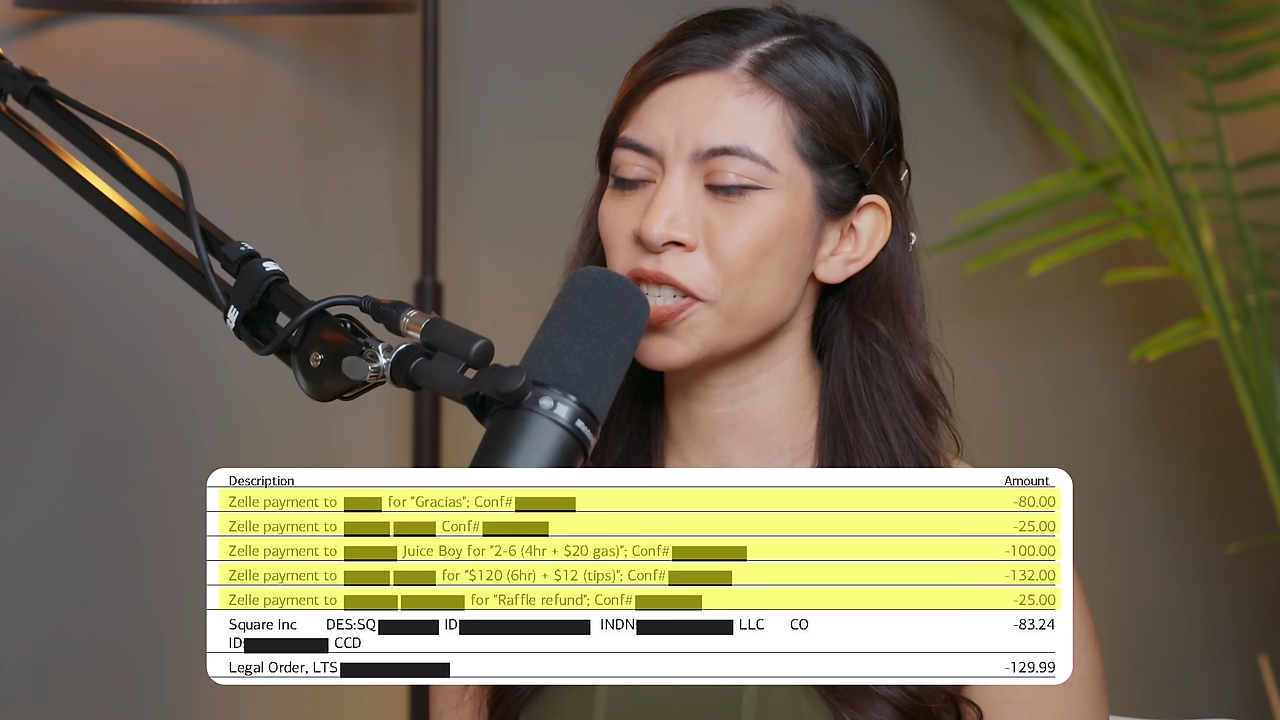 Description Amount
Zelle payment to for "Gracias"; Conf# -80.00
Zelle payment to Conf# -25.00
Zelle payment to Juice Boy for "2-6 (4hr + $20 gas)"; Conf# -100.00
Zelle payment to for "$120 (6hr) + $12 (tips)"; Conf# -132.00
Zelle payment to for "Raffle refund"; Conf# -25.00
Square Inc DES:SQ ID INDN: LLC CO -83.24
ID: CCD
Legal Order, LTS -129.99